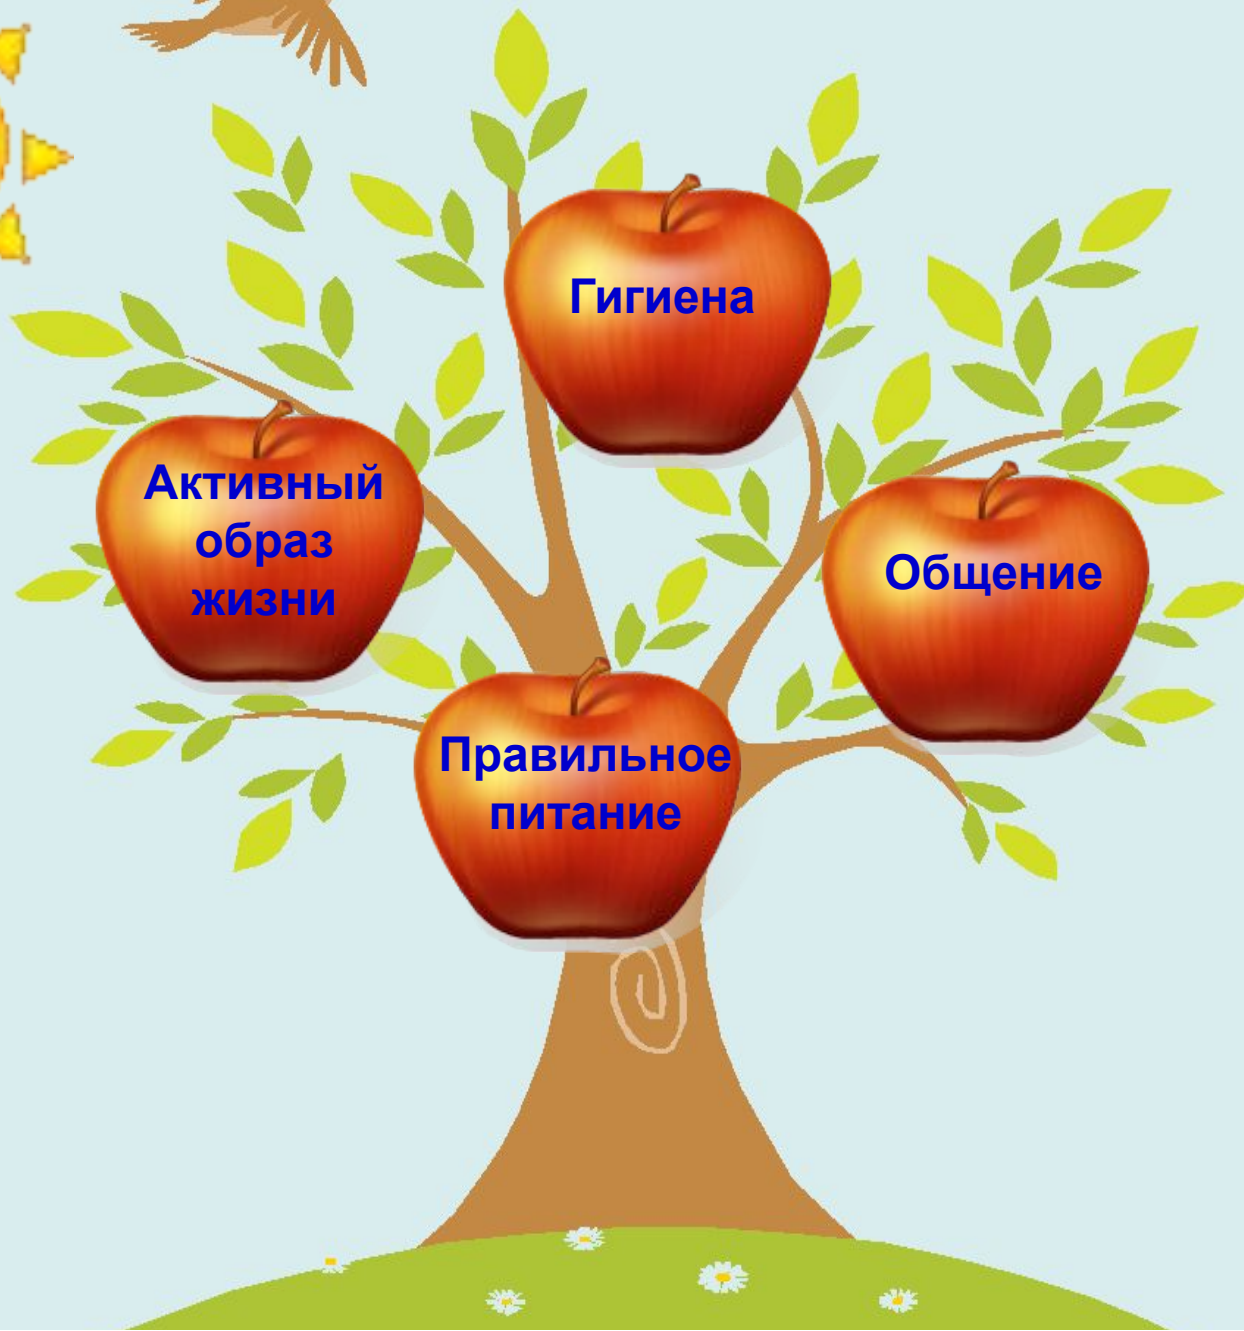 Гигиена
Активный
образ
жизни
Общение
Правильное
питание